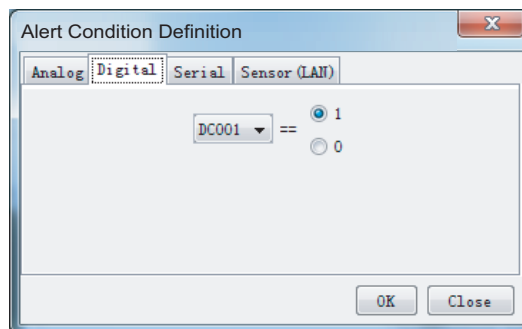 Alert Condition Definition
Analog Digital Serial Sensor (LAN)
DC001 == 1
0
OK Close